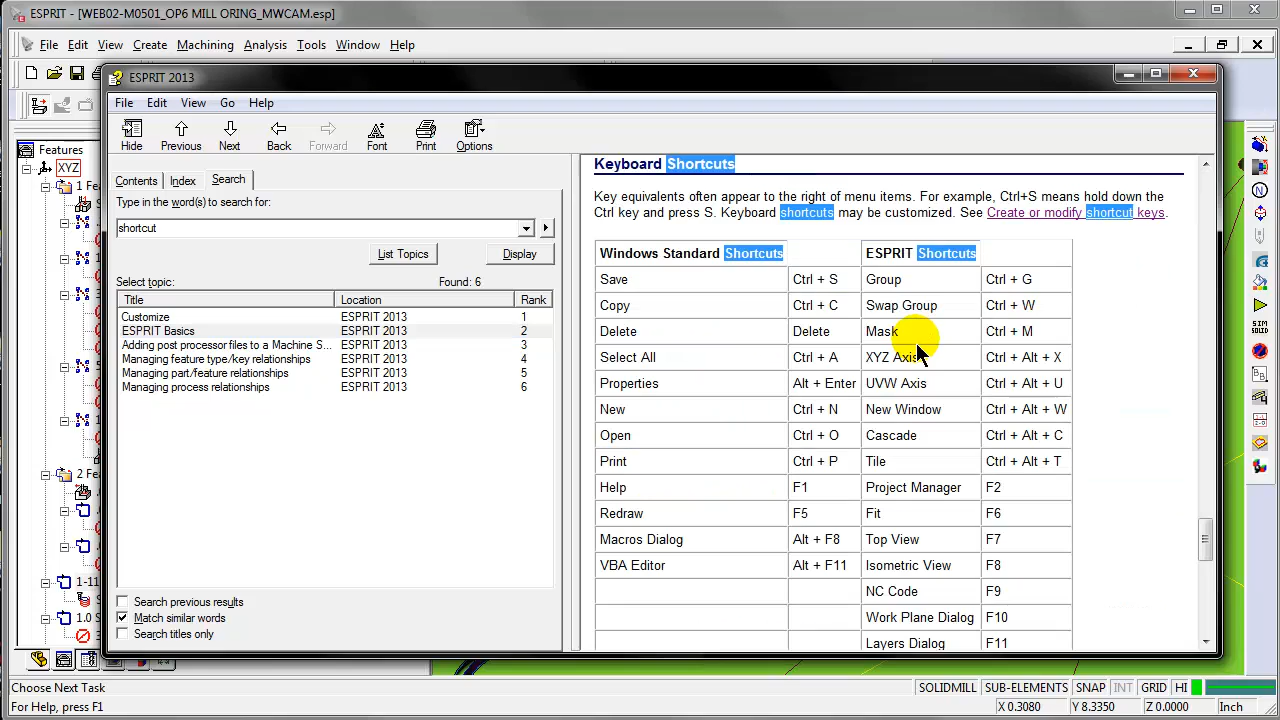 ESPRIT - [WEB02-M0501_OP6 MILL ORING_MWCAM.esp]
File Edit View Create Machining Analysis Tools Window Help
ESPRIT 2013
File Edit View Go Help
Hide Previous Next Back Forward Font Print Options
Features
XYZ
1 Fea
2 Fea
1-11
1.0 S
Contents Index Search
Type in the word(s) to search for:
shortcut
List Topics Display
Select topic: Found: 6
Title Location Rank
Customize ESPRIT 2013 1
ESPRIT Basics ESPRIT 2013 2
Adding post processor files to a Machine S... ESPRIT 2013 3
Managing feature type/key relationships ESPRIT 2013 4
Managing part/feature relationships ESPRIT 2013 5
Managing process relationships ESPRIT 2013 6
Search previous results
Match similar words
Search titles only
Keyboard Shortcuts
Key equivalents often appear to the right of menu items. For example, Ctrl+S means hold down the
Ctrl key and press S. Keyboard shortcuts may be customized. See Create or modify shortcut keys.
Windows Standard Shortcuts ESPRIT Shortcuts
Save Ctrl + S Group Ctrl + G
Copy Ctrl + C Swap Group Ctrl + W
Delete Delete Mask Ctrl + M
Select All Ctrl + A XYZ Axis Ctrl + Alt + X
Properties Alt + Enter UVW Axis Ctrl + Alt + U
New Ctrl + N New Window Ctrl + Alt + W
Open Ctrl + O Cascade Ctrl + Alt + C
Print Ctrl + P Tile Ctrl + Alt + T
Help F1 Project Manager F2
Redraw F5 Fit F6
Macros Dialog Alt + F8 Top View F7
VBA Editor Alt + F11 Isometric View F8
NC Code F9
Work Plane Dialog F10
Layers Dialog F11
SIM
SOLID
Choose Next Task SOLIDMILL SUB-ELEMENTS SNAP INT GRID HI
For Help, press F1 X 0.3080 Y 8.3350 Z 0.0000 Inch